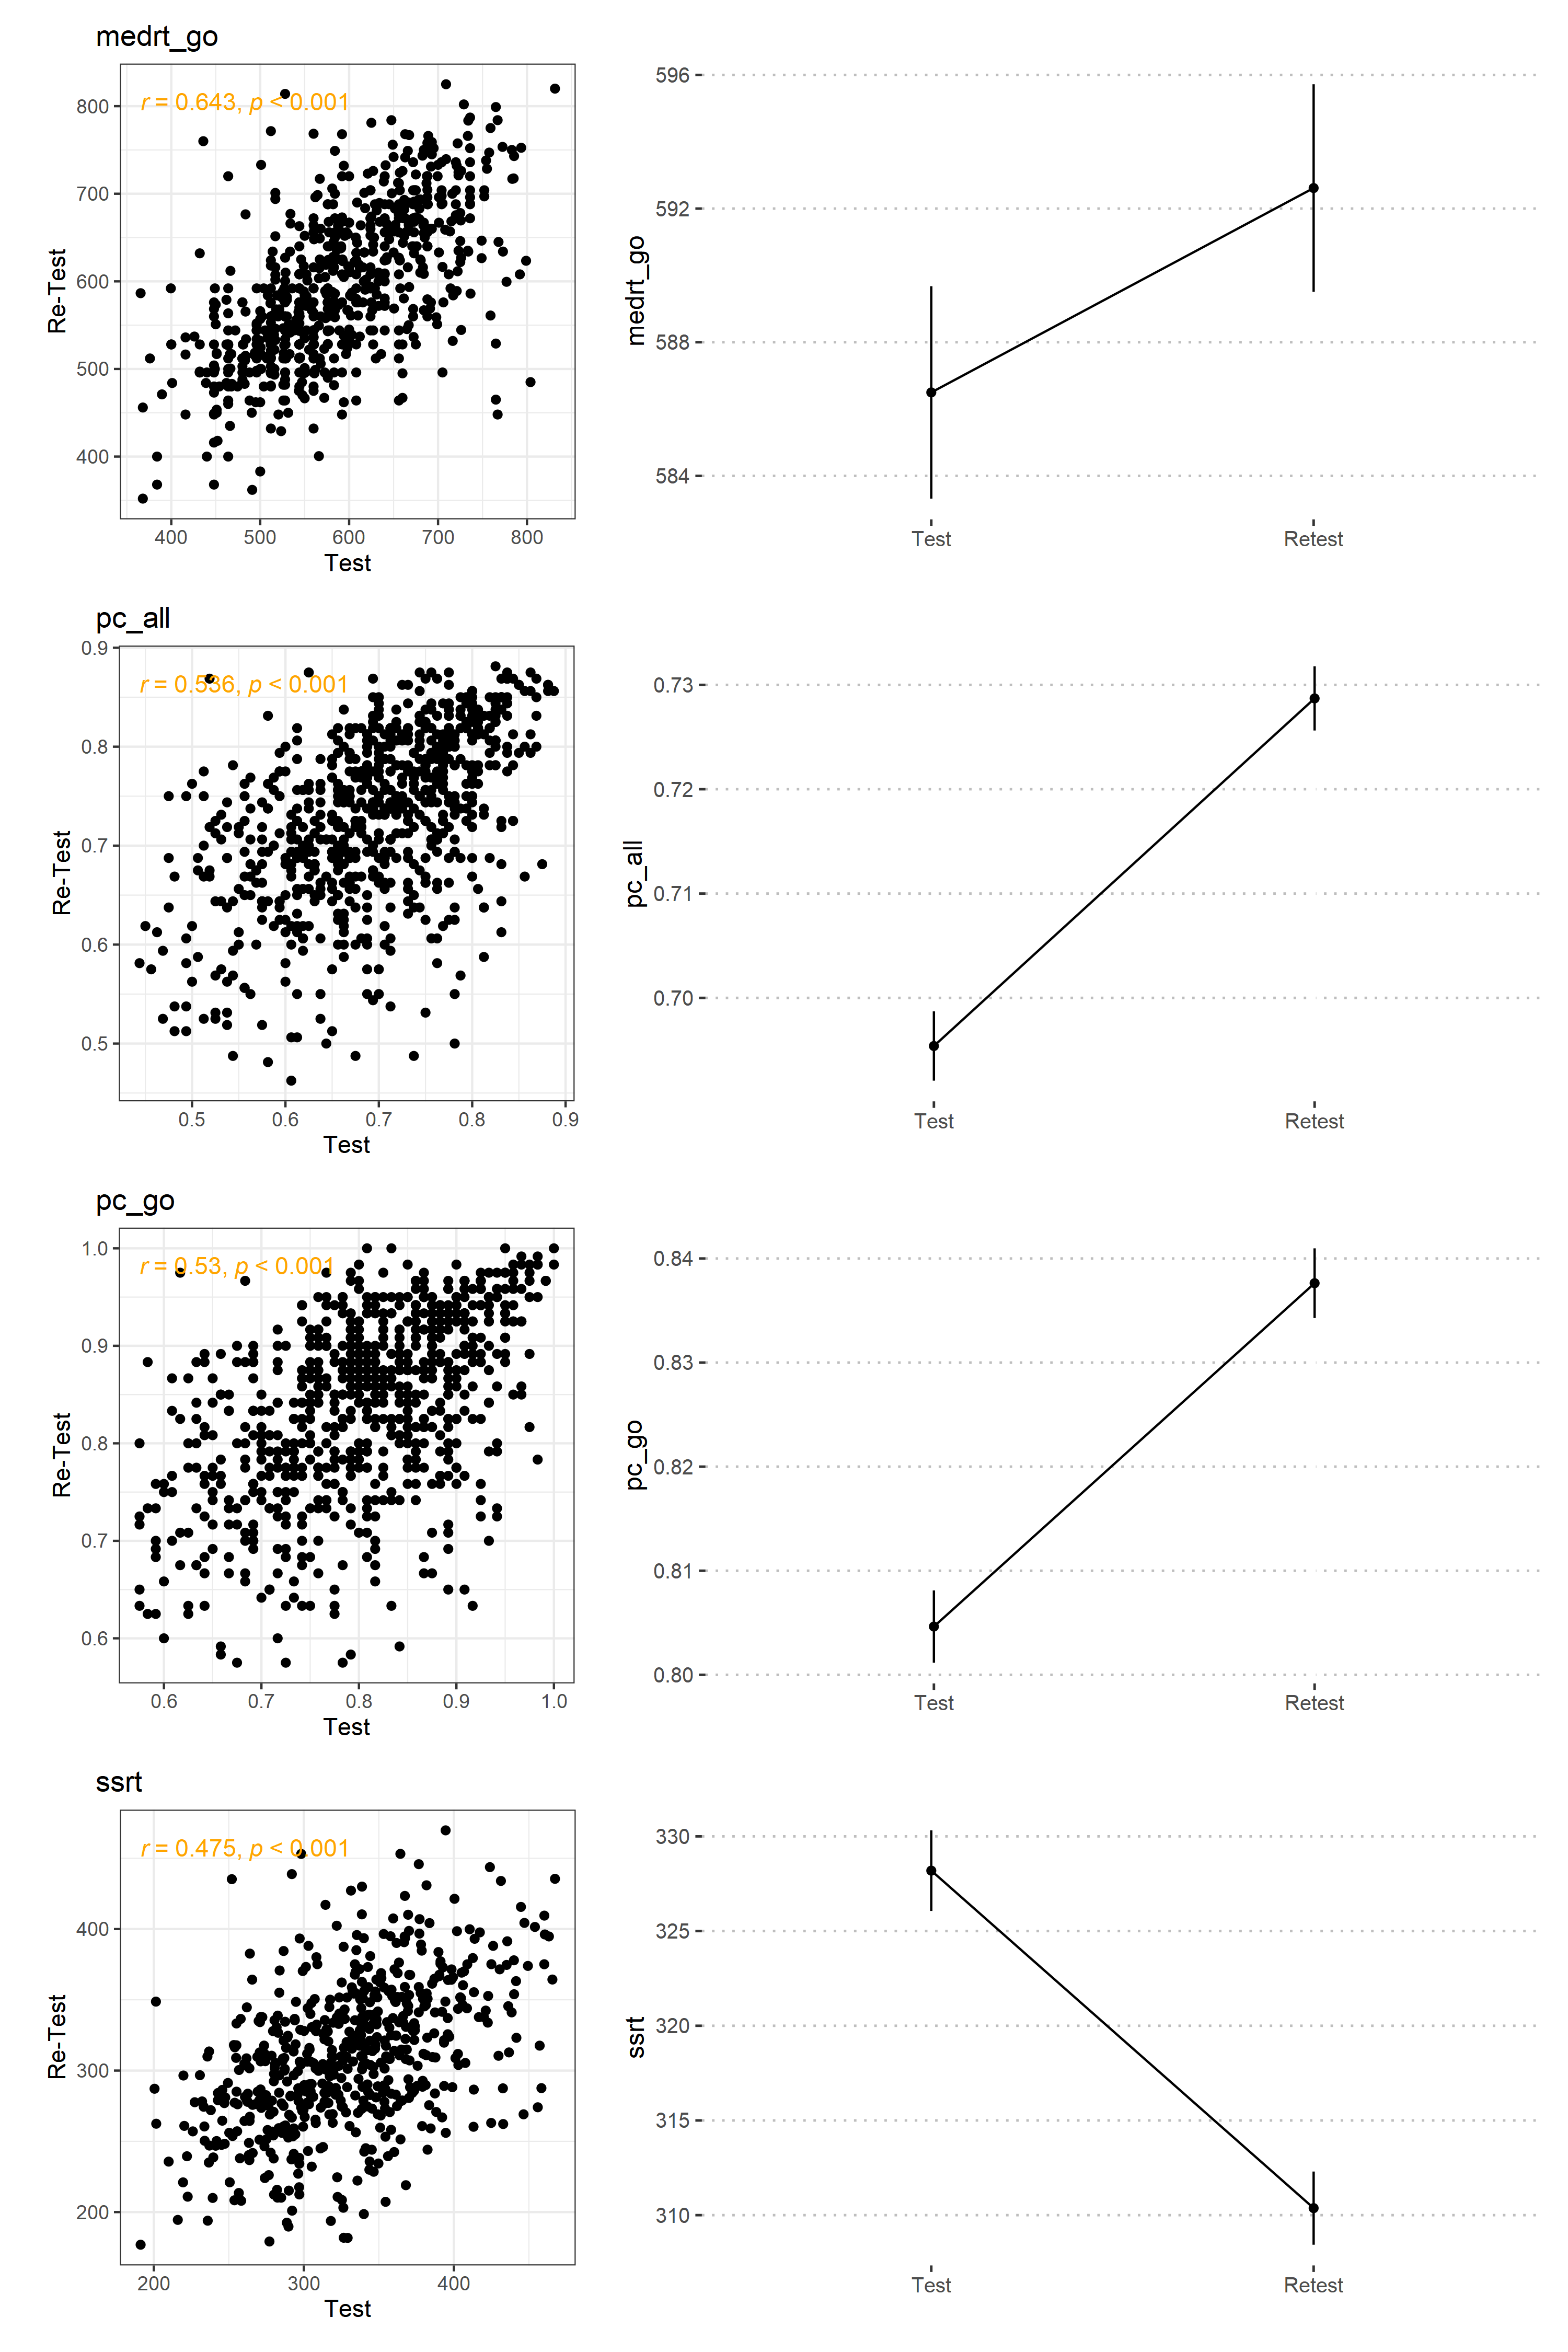 medrt_go
r = 0.643, p < 0.001
800
700
600
500
400
Re-Test
400 500 600 700 800
Test
596
592
588
584
medrt_go
Test Retest
pc_all
r = 0.536, p < 0.001
0.9
0.8
0.7
0.6
0.5
Re-Test
0.5 0.6 0.7 0.8 0.9
Test
0.73
0.72
0.71
0.70
pc_all
Test Retest
pc_go
r = 0.53, p < 0.001
1.0
0.9
0.8
0.7
0.6
Re-Test
0.6 0.7 0.8 0.9 1.0
Test
0.84
0.83
0.82
0.81
0.80
pc_go
Test Retest
ssrt
r = 0.475, p < 0.001
400
300
200
Re-Test
200 300 400
Test
330
325
320
315
310
ssrt
Test Retest